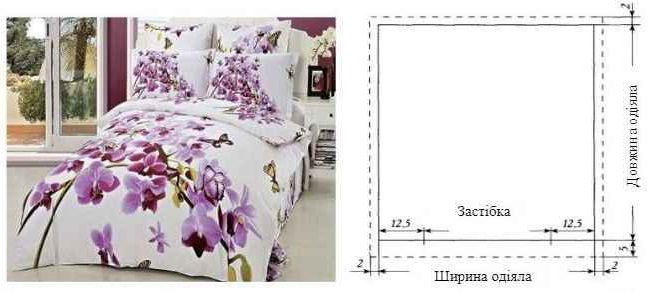 2
Довжина одіяла
Застібка
12,5 12,5
5
2 Ширина одіяла 2